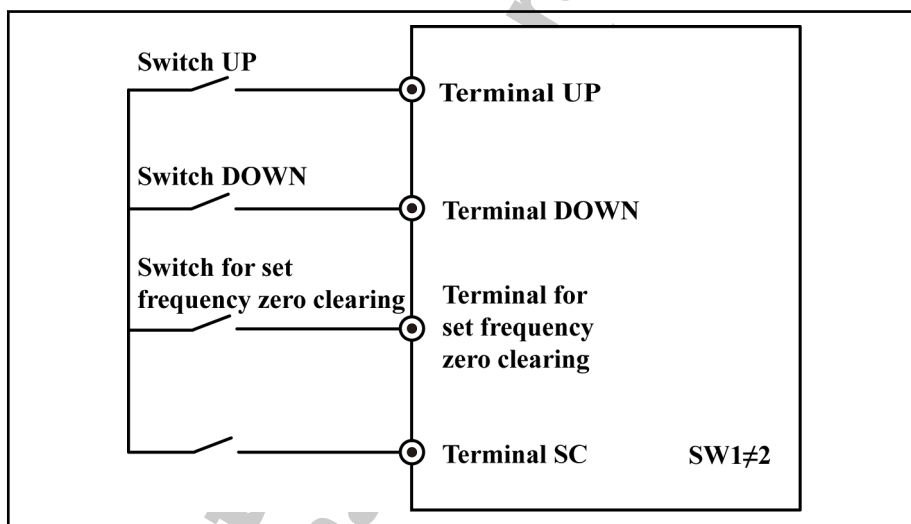 Switch UP
Terminal UP
Switch DOWN
Terminal DOWN
Switch for set
frequency zero clearing
Terminal for
set frequency
zero clearing
Terminal SC
SW1≠2